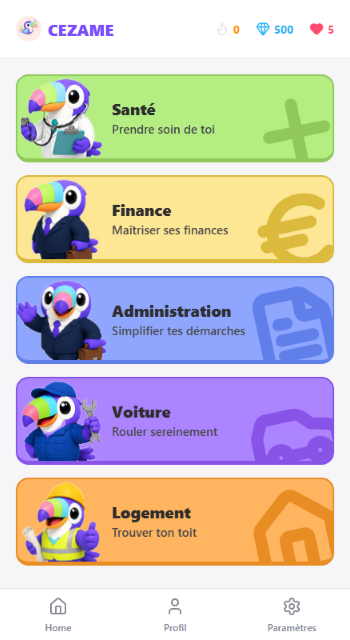 CEZAME 0 500 5
Santé
Prendre soin de toi
Finance
Maîtriser ses finances
Administration
Simplifier tes démarches
Voiture
Rouler sereinement
Logement
Trouver ton toit
Home Profil Paramètres